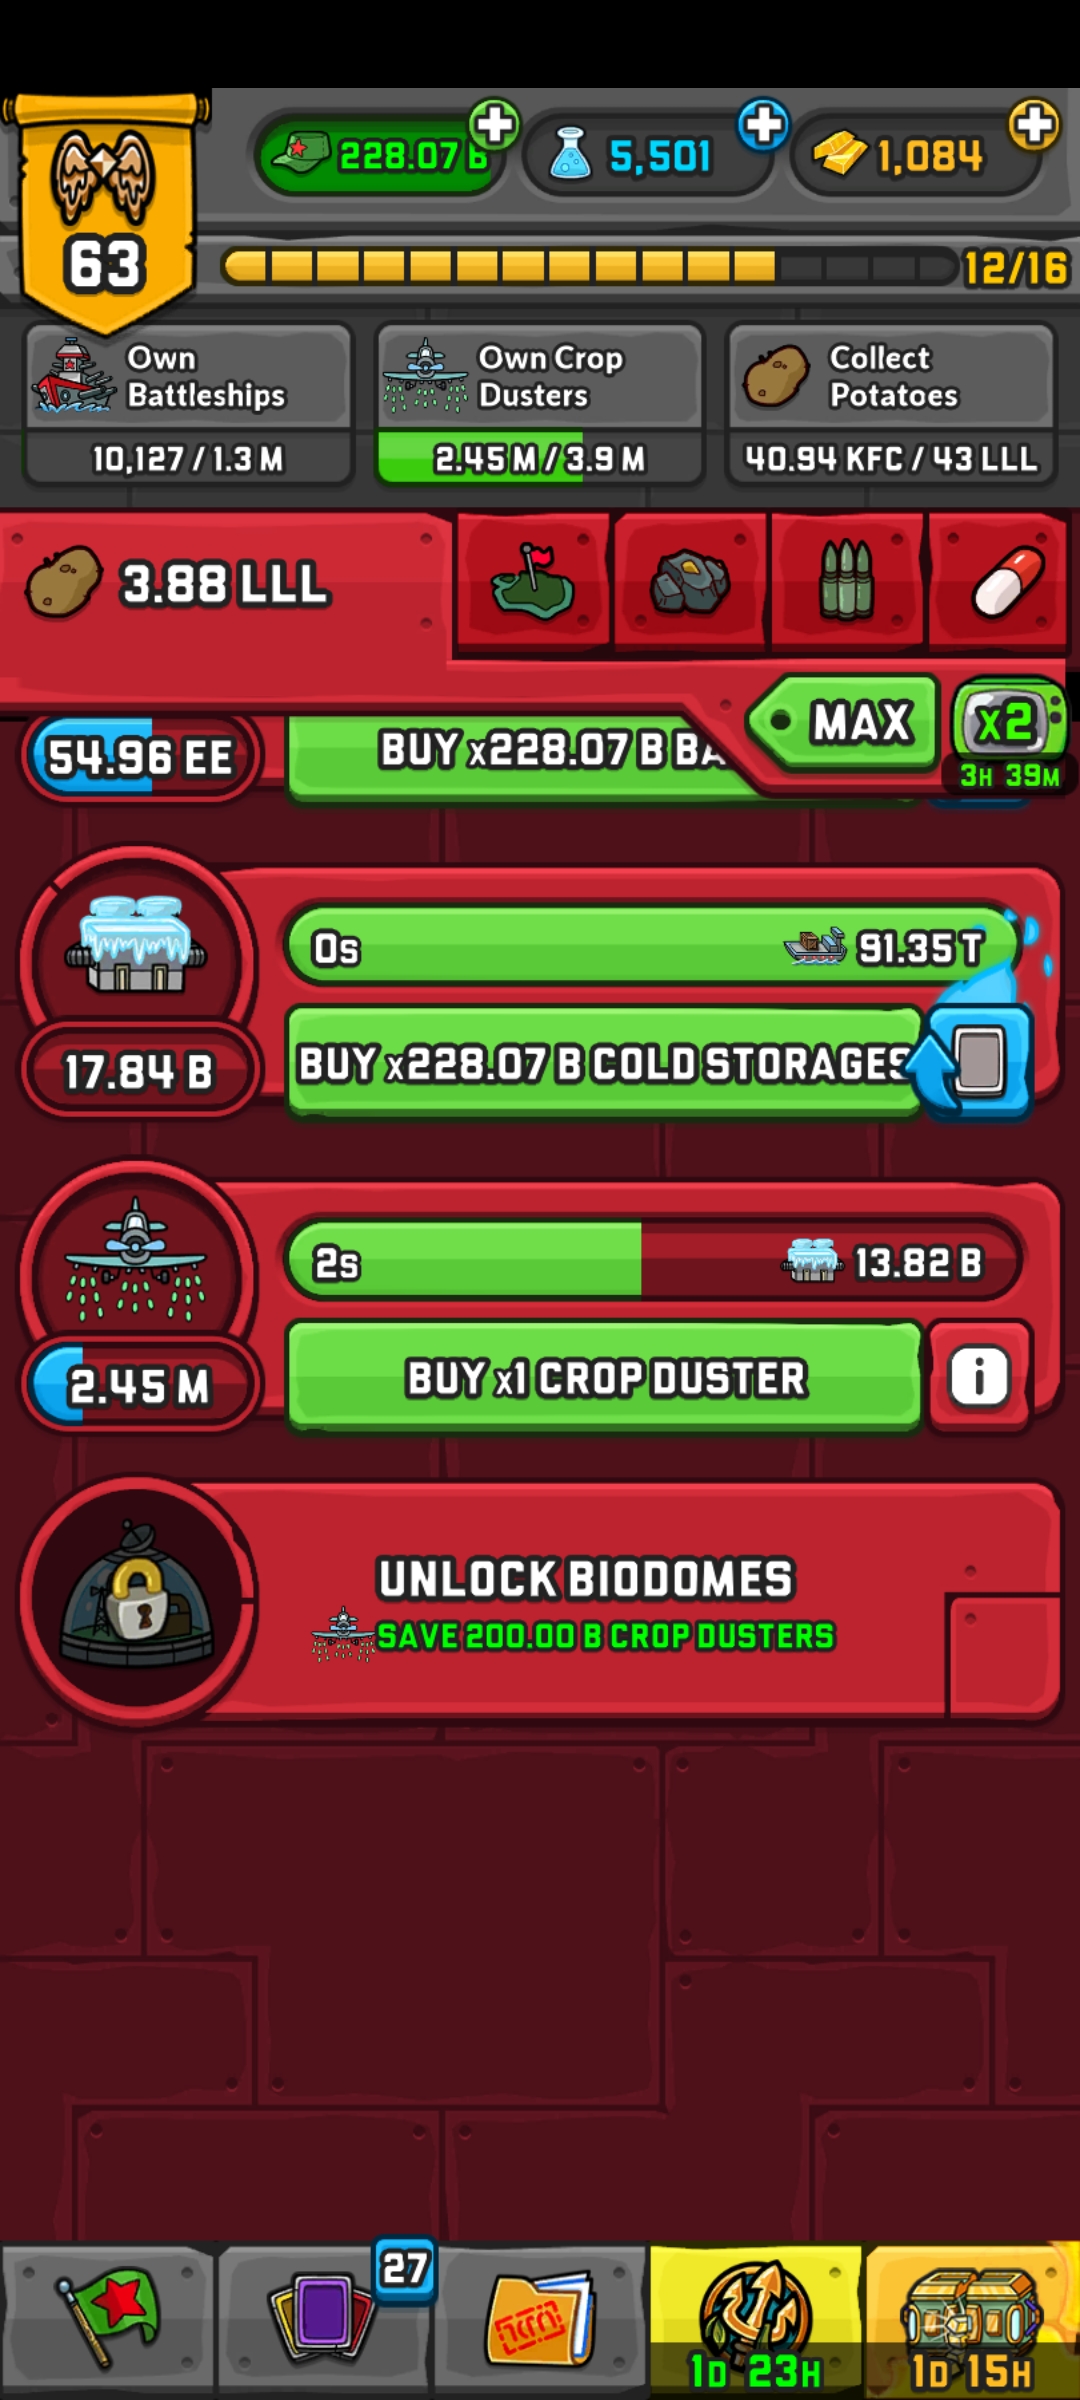 228.07 B
5,501
1,084
63
12/16
Own
Battleships
10,127 / 1.3 M
Own Crop
Dusters
2.45 M / 3.9 M
Collect
Potatoes
40.94 KFC / 43 LLL
3.88 LLL
MAX
x2
3H 39M
54.96 EE
BUY x228.07 B BA
0s
91.35 T
17.84 B
BUY x228.07 B COLD STORAGES
2s
13.82 B
2.45 M
BUY x1 CROP DUSTER
i
UNLOCK BIODOMES
SAVE 200.00 B CROP DUSTERS
27
1D 23H
1D 15H